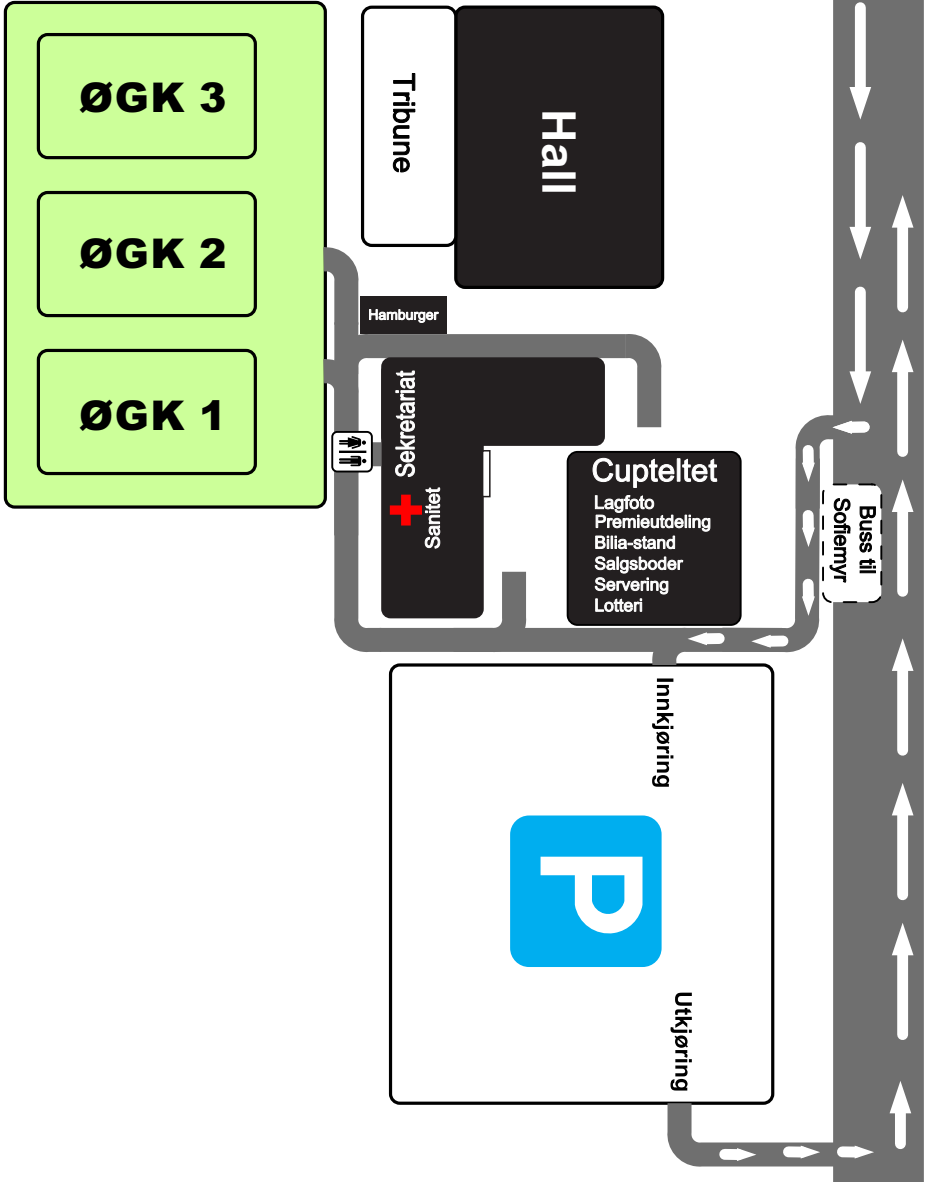 ØGK 3
ØGK 2
ØGK 1
Tribune
Hall
Hamburger
Sekretariat
Sanitet
Cupteltet
Lagfoto
Premieutdeling
Bilia-stand
Salgsboder
Servering
Lotteri
Buss til
Sofiemyr
Innkjøring
P
Utkjøring